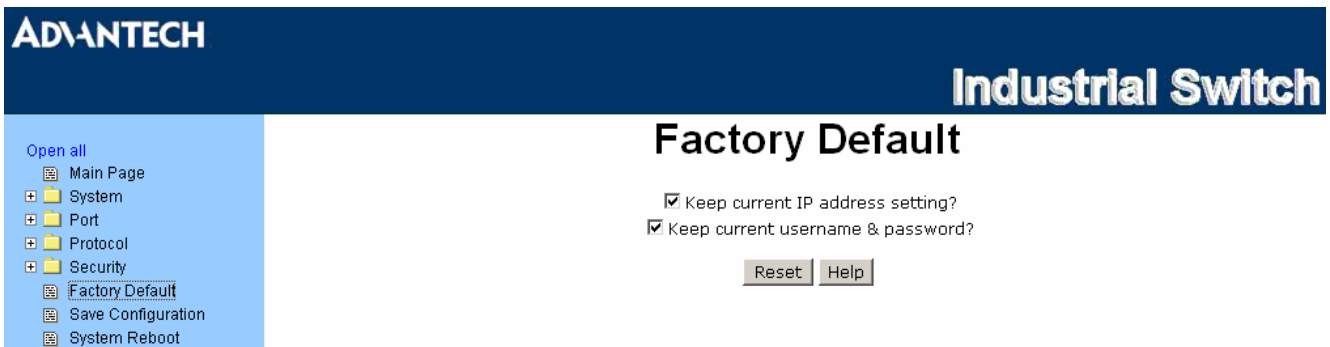 ADVANTECH
Industrial Switch
Open all
Main Page
System
Port
Protocol
Security
Factory Default
Save Configuration
System Reboot
Factory Default
Keep current IP address setting?
Keep current username & password?
Reset Help